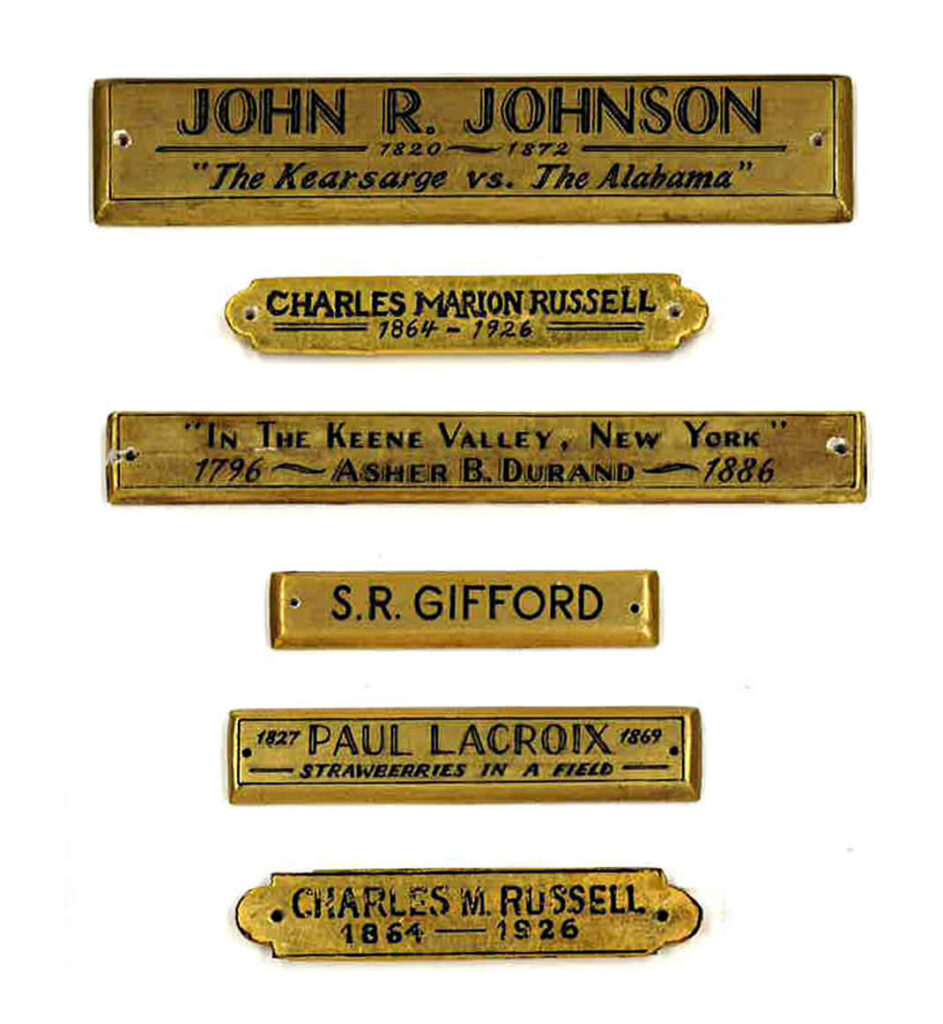 JOHN R. JOHNSON
1820 ~ 1872
"The Kearsarge vs. The Alabama"
CHARLES MARION RUSSELL
1864 - 1926
"IN THE KEENE VALLEY, NEW YORK"
1796 ~ ASHER B. DURAND ~ 1886
S.R. GIFFORD
1827 PAUL LACROIX 1869
STRAWBERRIES IN A FIELD
CHARLES M. RUSSELL
1864 — 1926